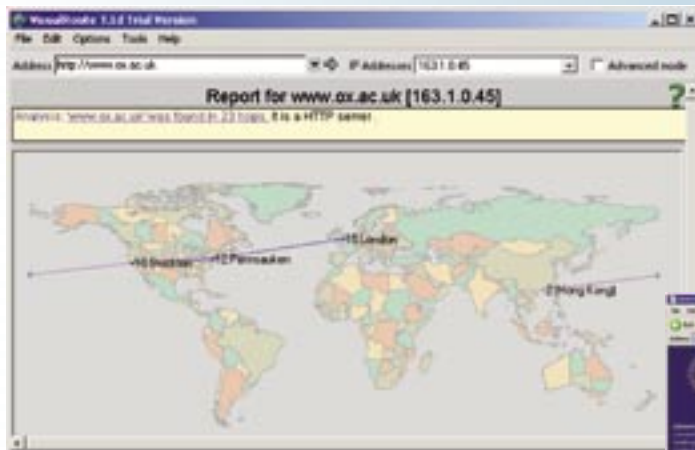 VisualRoute 7.3d Trial Version
File Edit Options Tools Help
Address http://www.ox.ac.uk IP Addresses 163.1.0.45 Advanced mode
Report for www.ox.ac.uk [163.1.0.45]
Analysis: 'www.ox.ac.uk' was found in 23 hops. It is a HTTP server.
-15 London
-12 Pennsauken
-10
-2 (Hong Kong)